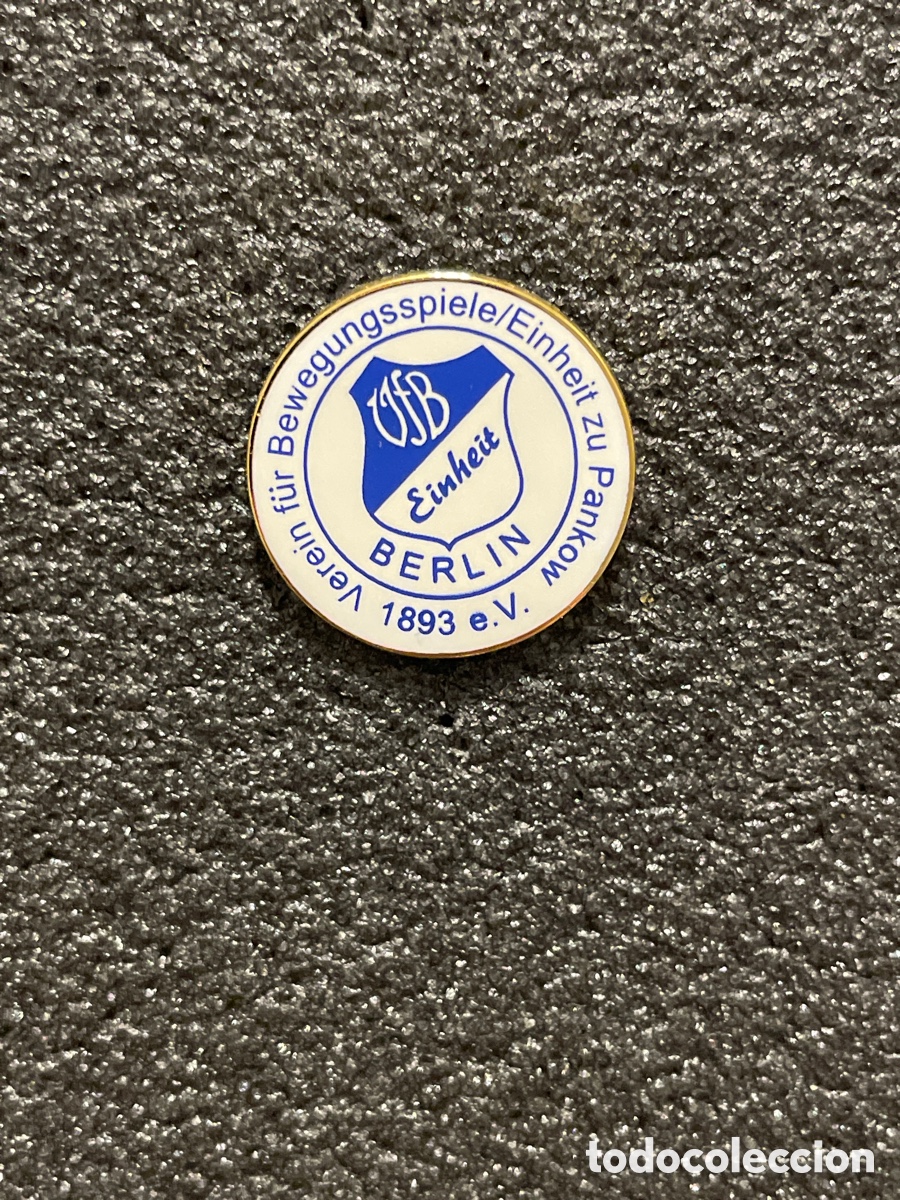 Verein für Bewegungsspiele/Einheit zu Pankow
1893 e.V.
VfB
Einheit
BERLIN
todocoleccion